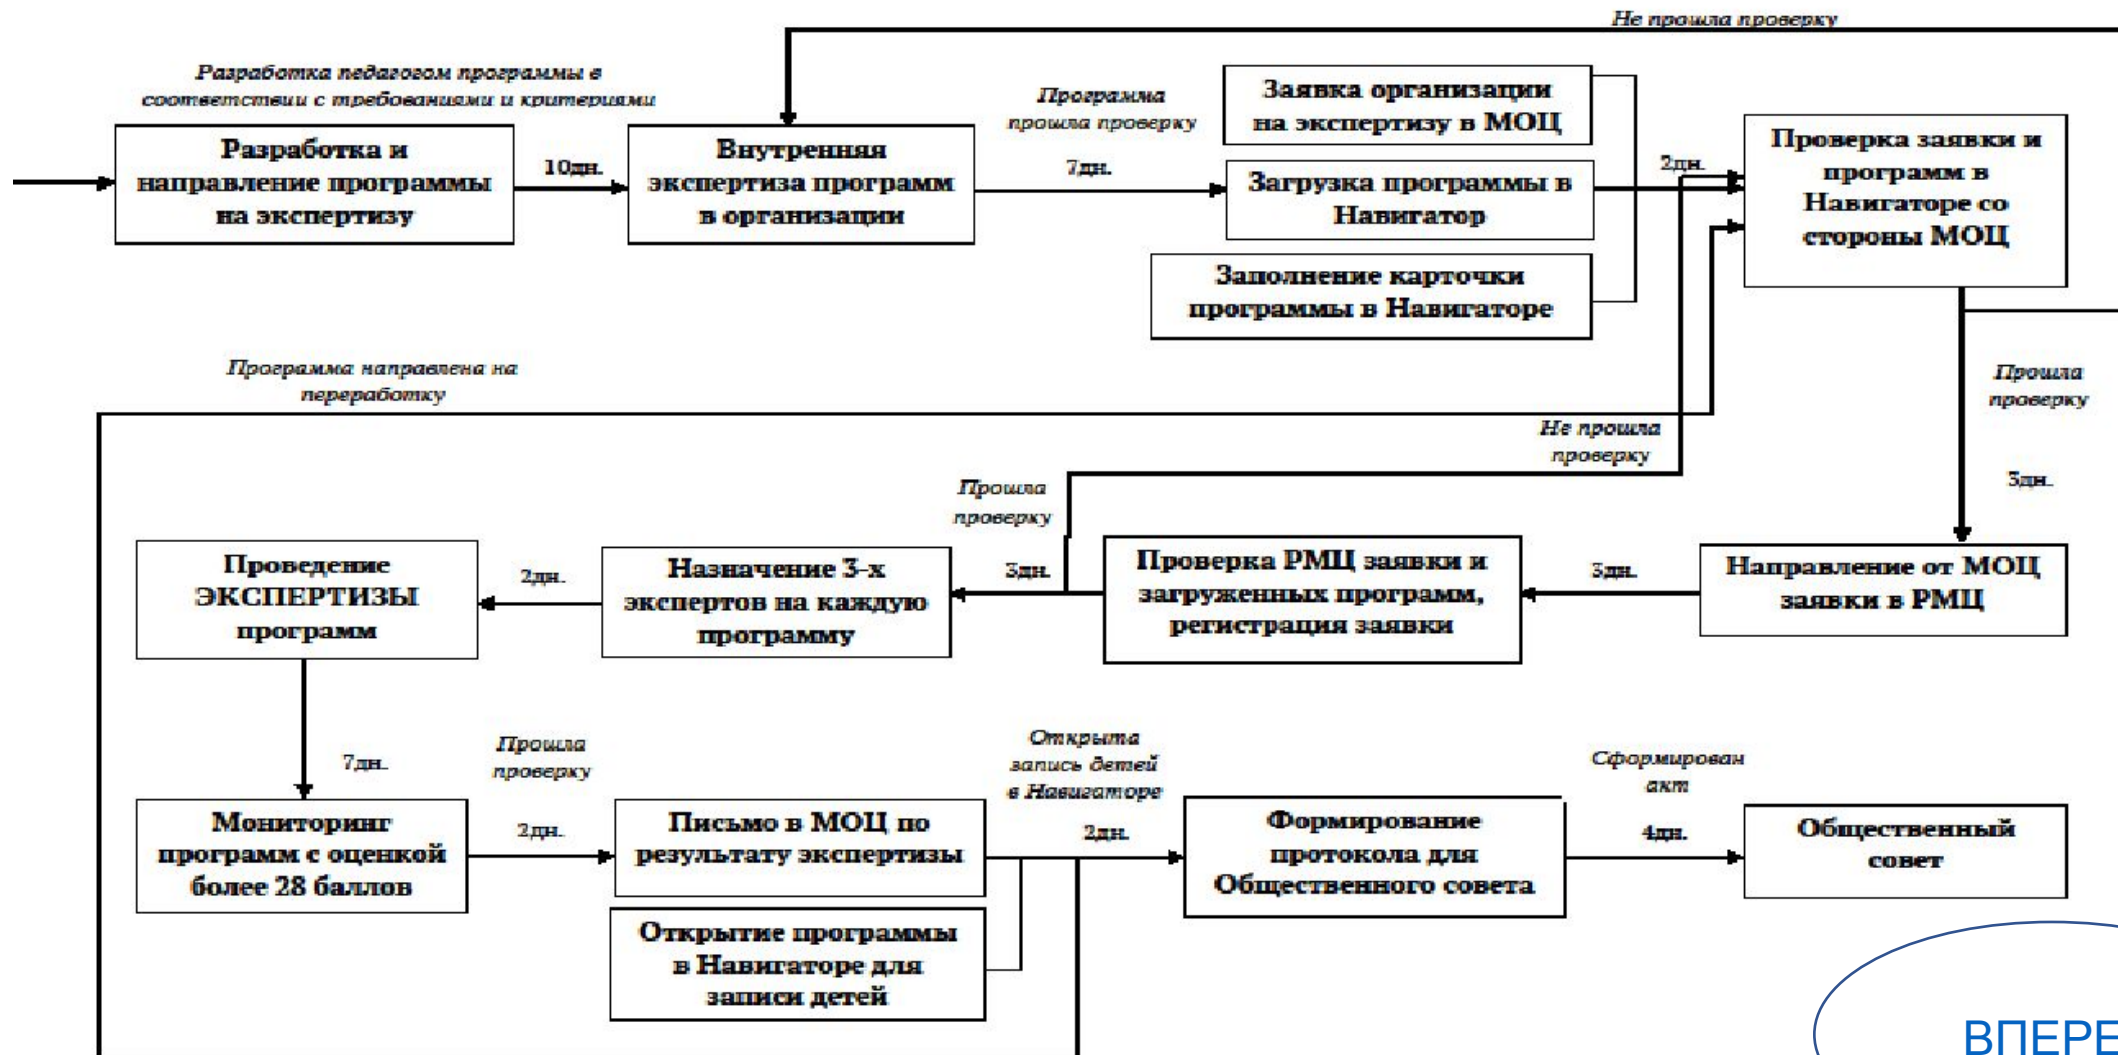 Не прошла проверку
Разработка педагогом программы в
соответствии с требованиями и критериями
Разработка и
направление программы
на экспертизу
10дн.
Внутренняя
экспертиза программ
в организации
Программа
прошла проверку
7дн.
Заявка организации
на экспертизу в МОЦ
Загрузка программы в
Навигатор
Заполнение карточки
программы в Навигаторе
2дн.
Проверка заявки и
программ в
Навигаторе со
стороны МОЦ
Программа направлена на
переработку
Прошла
проверку
Не прошла
проверку
3дн.
Прошла
проверку
Проведение
ЭКСПЕРТИЗЫ
программ
2дн.
Назначение 3-х
экспертов на каждую
программу
3дн.
Проверка РМЦ заявки и
загруженных программ,
регистрация заявки
3дн.
Направление от МОЦ
заявки в РМЦ
7дн.
Прошла
проверку
Открыта
запись детей
в Навигаторе
Сформирован
акт
Мониторинг
программ с оценкой
более 28 баллов
2дн.
Письмо в МОЦ по
результату экспертизы
2дн.
Формирование
протокола для
Общественного совета
4дн.
Общественный
совет
Открытие программы
в Навигаторе для
записи детей
ВПЕРЕ